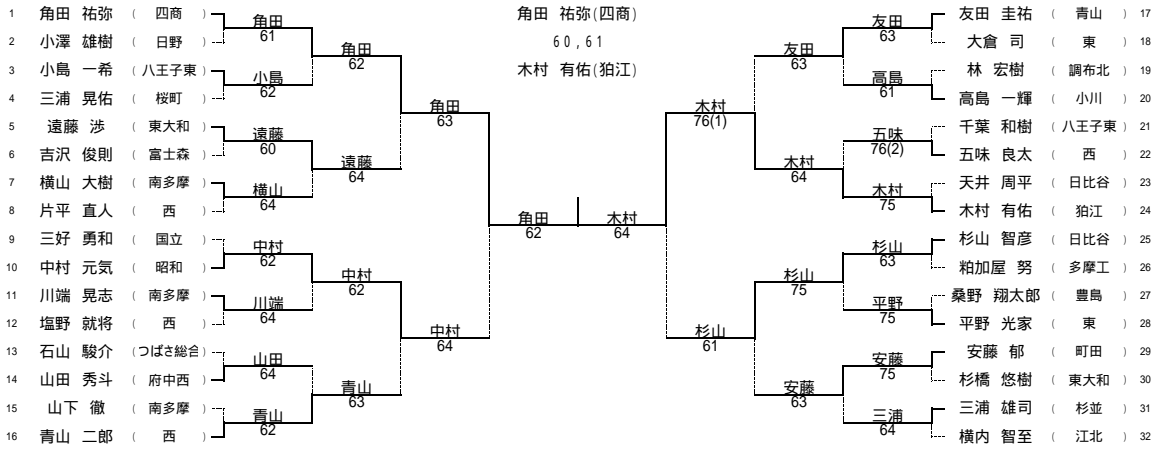 角田 祐弥(四商)
60,61
木村 有佑(狛江)
1 角田 祐弥 ( 四商 )
2 小澤 雄樹 ( 日野 )
3 小島 一希 ( 八王子東 )
4 三浦 晃佑 ( 桜町 )
5 遠藤 渉 ( 東大和 )
6 吉沢 俊則 ( 富士森 )
7 横山 大樹 ( 南多摩 )
8 片平 直人 ( 西 )
9 三好 勇和 ( 国立 )
10 中村 元気 ( 昭和 )
11 川端 晃志 ( 南多摩 )
12 塩野 就将 ( 西 )
13 石山 駿介 (つばさ総合)
14 山田 秀斗 ( 府中西 )
15 山下 徹 ( 南多摩 )
16 青山 二郎 ( 西 )
角田
61
小島
62
遠藤
60
横山
64
中村
62
川端
64
山田
64
青山
62
角田
62
遠藤
64
中村
62
青山
63
角田
63
中村
64
角田
62
木村
64
木村
76(1)
杉山
61
友田
63
木村
64
杉山
75
安藤
63
友田
63
高島
61
五味
76(2)
木村
75
杉山
63
平野
75
安藤
75
三浦
64
友田 圭祐 ( 青山 ) 17
大倉 司 ( 東 ) 18
林 宏樹 ( 調布北 ) 19
高島 一輝 ( 小川 ) 20
千葉 和樹 ( 八王子東 ) 21
五味 良太 ( 西 ) 22
天井 周平 ( 日比谷 ) 23
木村 有佑 ( 狛江 ) 24
杉山 智彦 ( 日比谷 ) 25
粕加屋 努 ( 多摩工 ) 26
桑野 翔太郎 ( 豊島 ) 27
平野 光家 ( 東 ) 28
安藤 郁 ( 町田 ) 29
杉橋 悠樹 ( 東大和 ) 30
三浦 雄司 ( 杉並 ) 31
横内 智至 ( 江北 ) 32